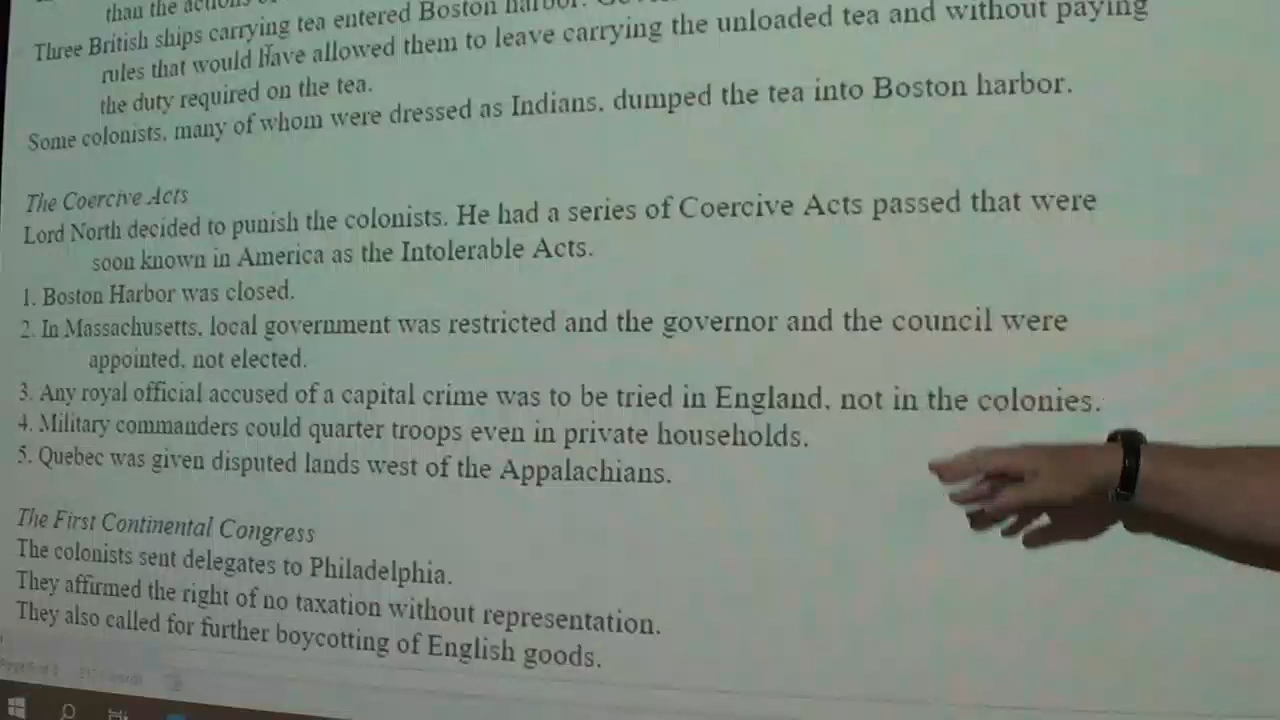 than the actions
Three British ships carrying tea entered Boston harbor.
rules that would have allowed them to leave carrying the unloaded tea and without paying
the duty required on the tea.
Some colonists, many of whom were dressed as Indians, dumped the tea into Boston harbor.
The Coercive Acts
Lord North decided to punish the colonists. He had a series of Coercive Acts passed that were
soon known in America as the Intolerable Acts.
1. Boston Harbor was closed.
2. In Massachusetts, local government was restricted and the governor and the council were
appointed, not elected.
3. Any royal official accused of a capital crime was to be tried in England, not in the colonies.
4. Military commanders could quarter troops even in private households.
5. Quebec was given disputed lands west of the Appalachians.
The First Continental Congress
The colonists sent delegates to Philadelphia.
They affirmed the right of no taxation without representation.
They also called for further boycotting of English goods.